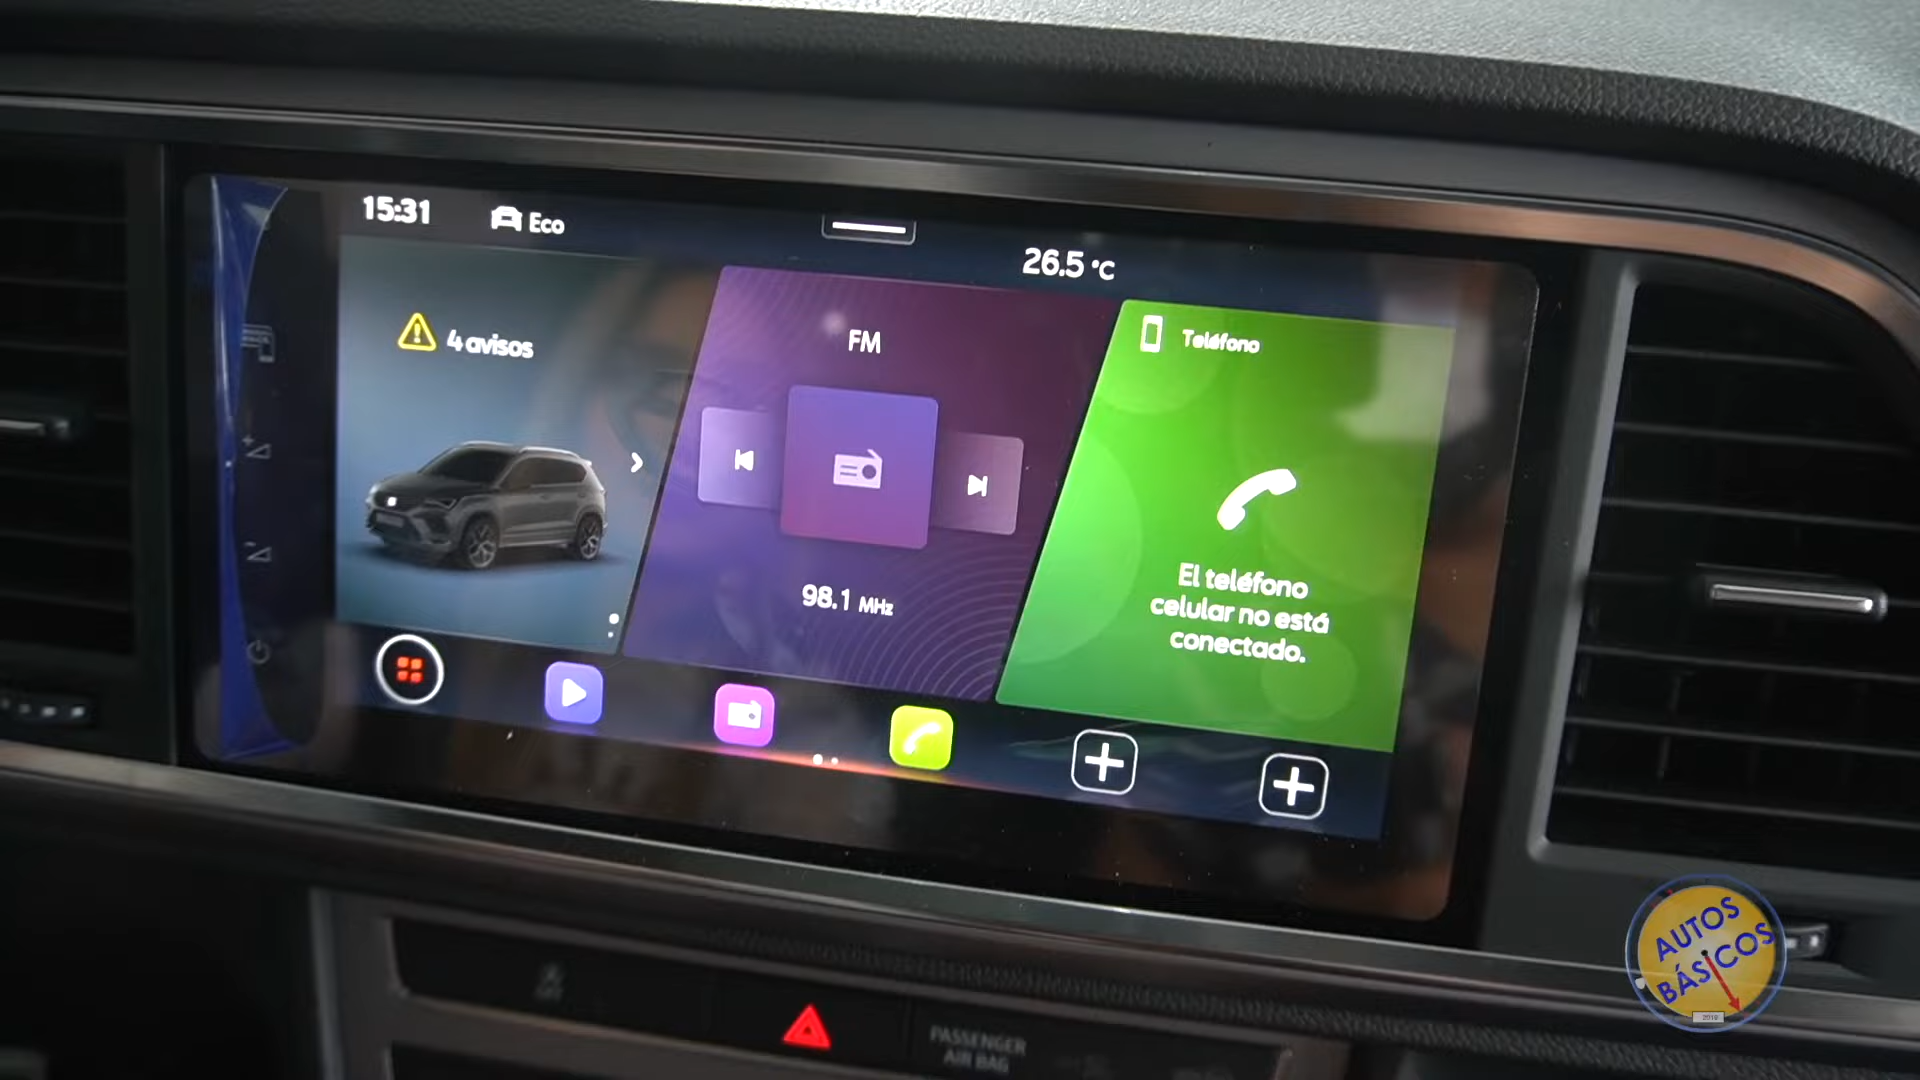 15:31
Eco
26.5 °C
4 avisos
FM
98.1 MHz
Teléfono
El teléfono
celular no está
conectado.
PASSENGER
AIR BAG
AUTOS
BÁSICOS
2019